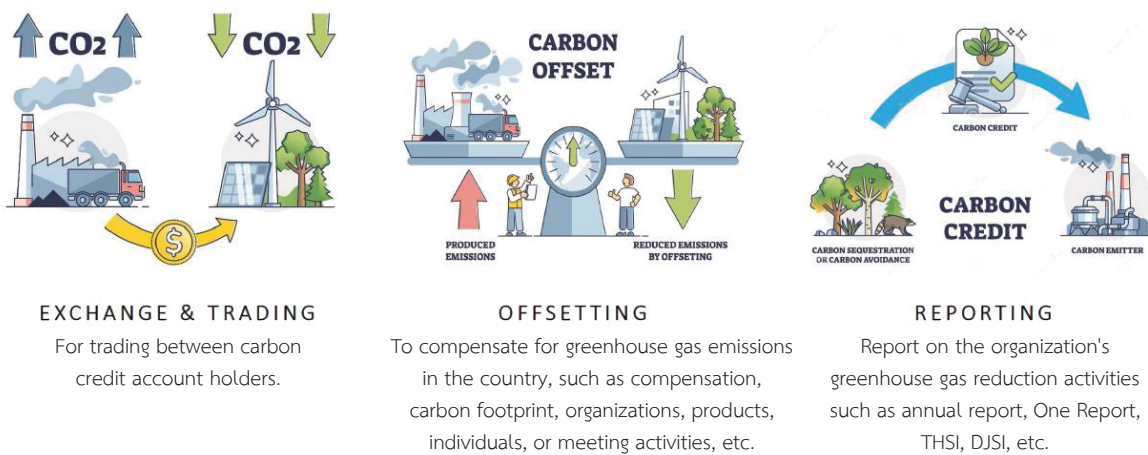 CO2
CO2
EXCHANGE & TRADING
For trading between carbon
credit account holders.
CARBON
OFFSET
PRODUCED
EMISSIONS
REDUCED EMISSIONS
BY OFFSETTING
OFFSETTING
To compensate for greenhouse gas emissions
in the country, such as compensation,
carbon footprint, organizations, products,
individuals, or meeting activities, etc.
CARBON CREDIT
CARBON
CREDIT
CARBON SEQUESTRATION
OR CARBON AVOIDANCE
CARBON EMITTER
REPORTING
Report on the organization's
greenhouse gas reduction activities
such as annual report, One Report,
THSI, DJSI, etc.